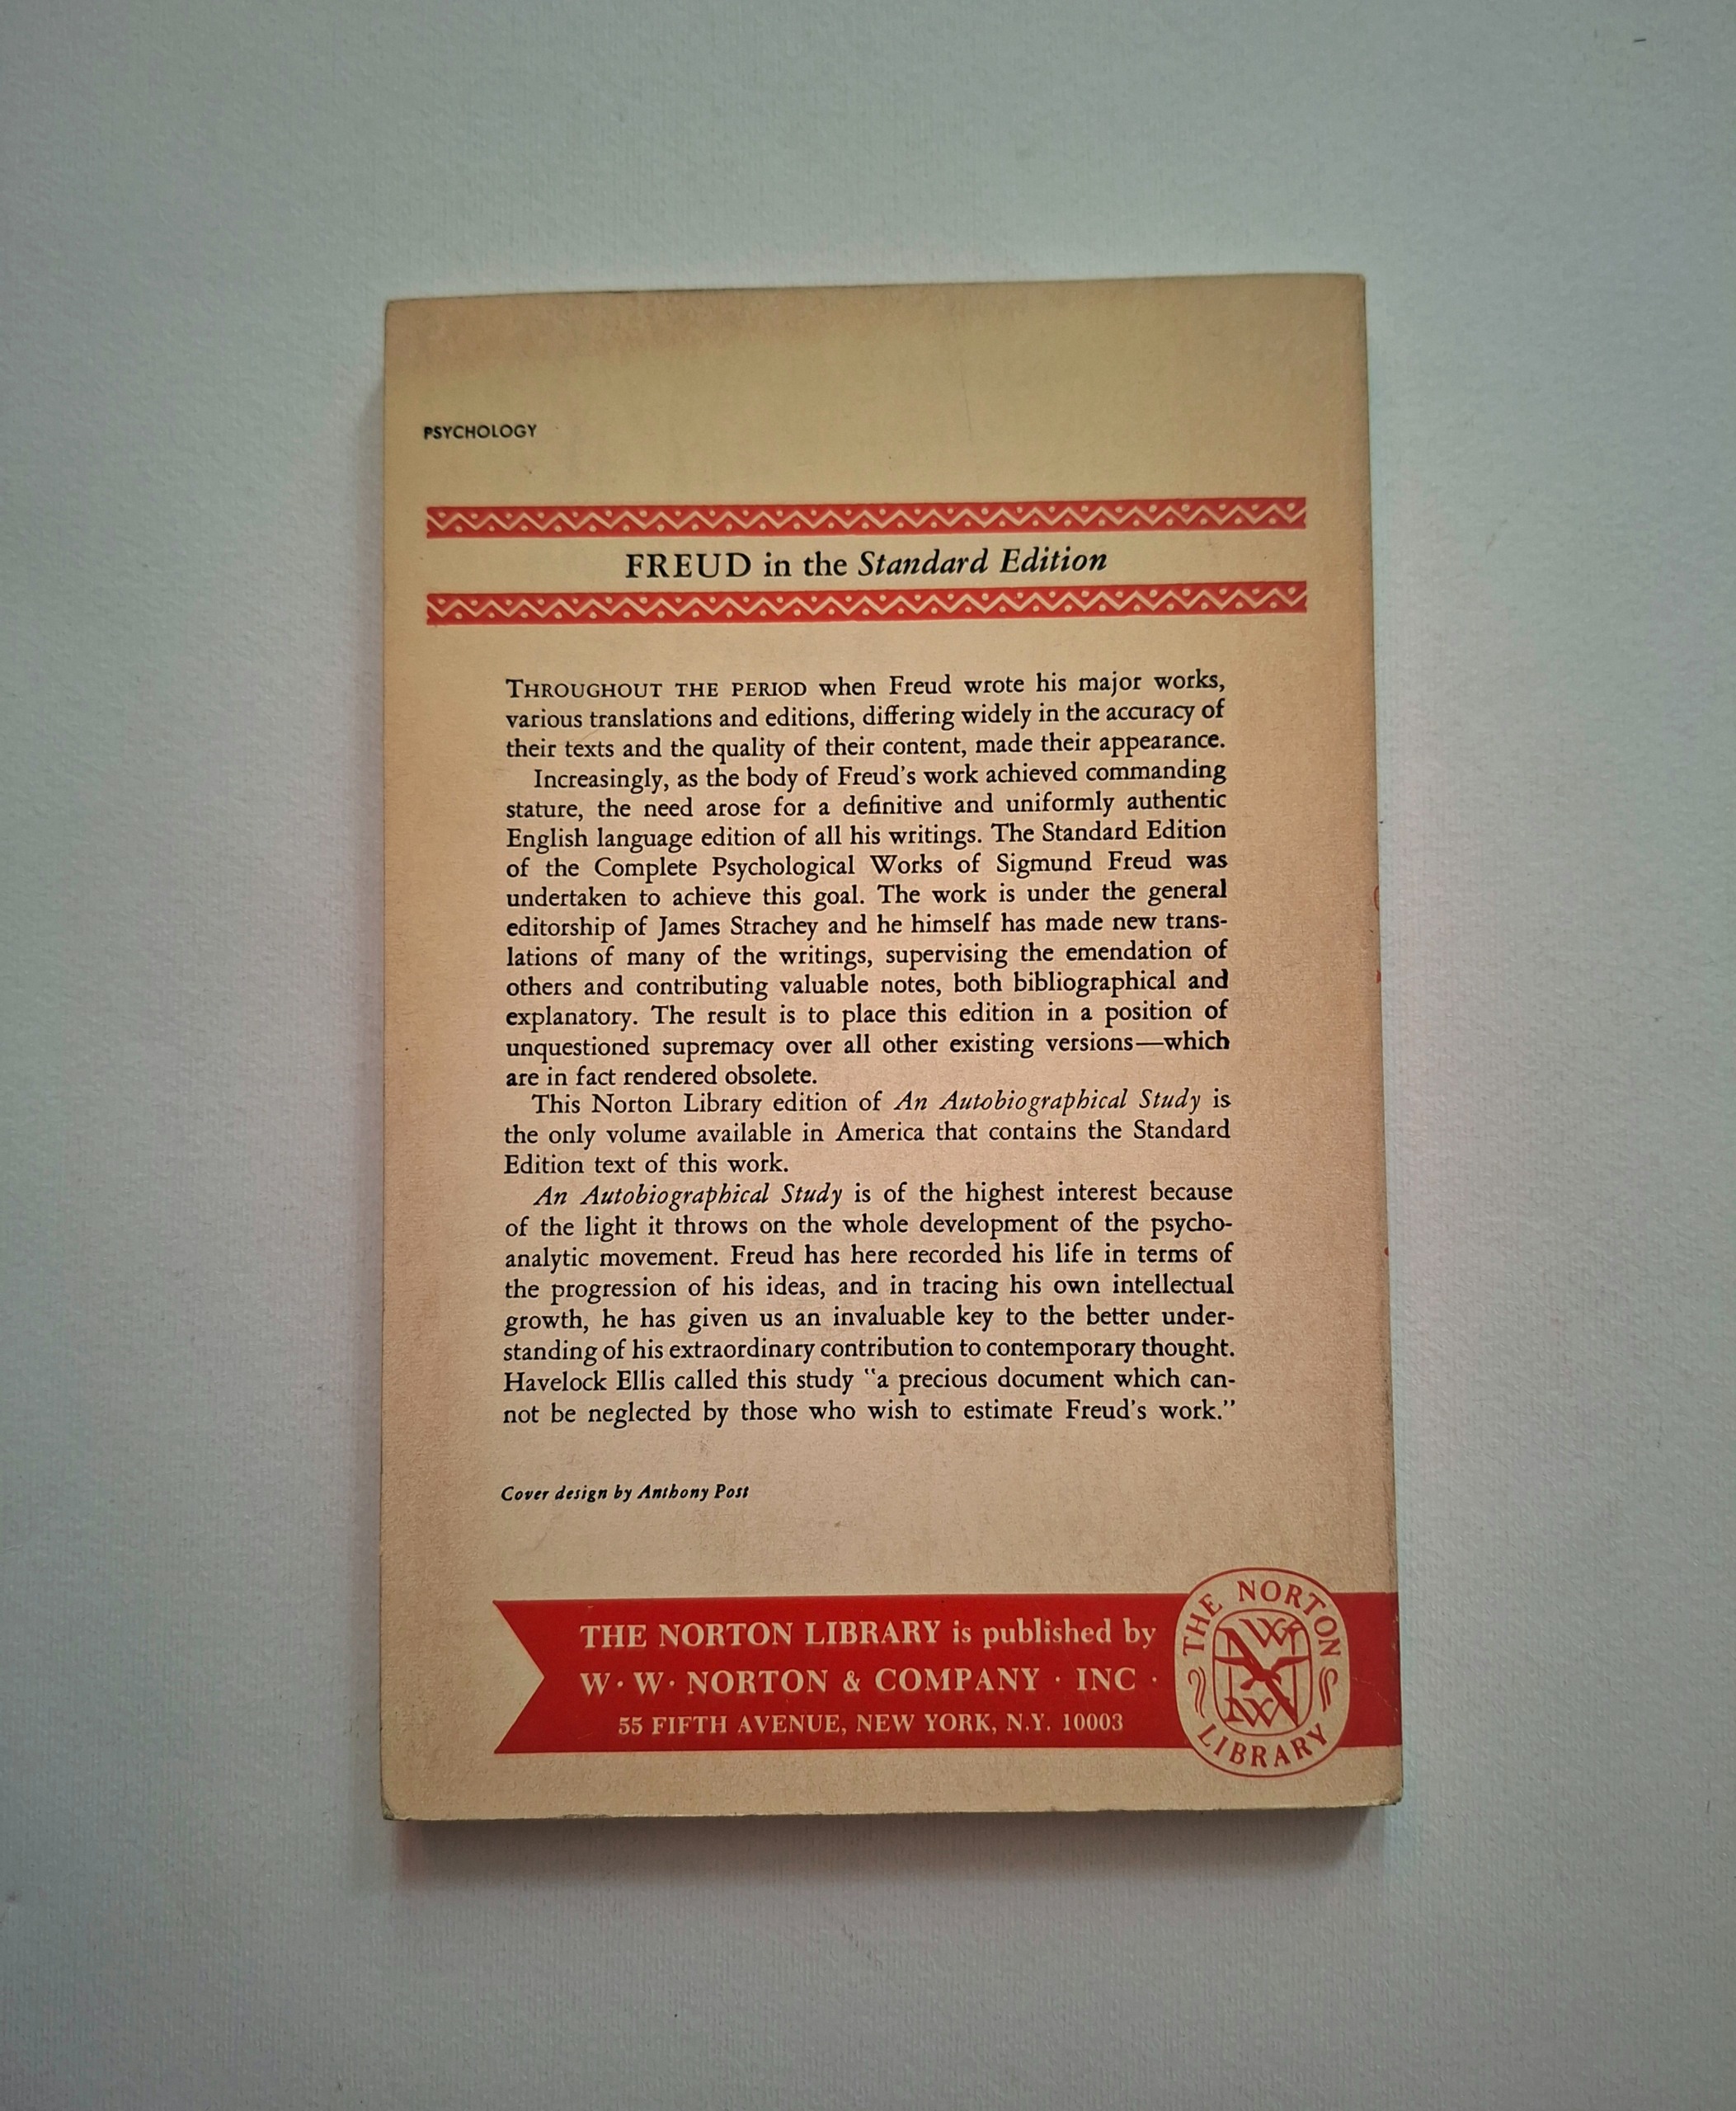 PSYCHOLOGY
FREUD in the Standard Edition
THROUGHOUT THE PERIOD when Freud wrote his major works,
various translations and editions, differing widely in the accuracy of
their texts and the quality of their content, made their appearance.
Increasingly, as the body of Freud's work achieved commanding
stature, the need arose for a definitive and uniformly authentic
English language edition of all his writings. The Standard Edition
of the Complete Psychological Works of Sigmund Freud was
undertaken to achieve this goal. The work is under the general
editorship of James Strachey and he himself has made new trans-
lations of many of the writings, supervising the emendation of
others and contributing valuable notes, both bibliographical and
explanatory. The result is to place this edition in a position of
unquestioned supremacy over all other existing versions—which
are in fact rendered obsolete.
This Norton Library edition of An Autobiographical Study is
the only volume available in America that contains the Standard
Edition text of this work.
An Autobiographical Study is of the highest interest because
of the light it throws on the whole development of the psycho-
analytic movement. Freud has here recorded his life in terms of
the progression of his ideas, and in tracing his own intellectual
growth, he has given us an invaluable key to the better under-
standing of his extraordinary contribution to contemporary thought.
Havelock Ellis called this study "a precious document which can-
not be neglected by those who wish to estimate Freud's work."
Cover design by Anthony Post
THE NORTON LIBRARY is published by
W · W · NORTON & COMPANY · INC ·
55 FIFTH AVENUE, NEW YORK, N.Y. 10003
THE NORTON
WW
N
NW
LIBRARY